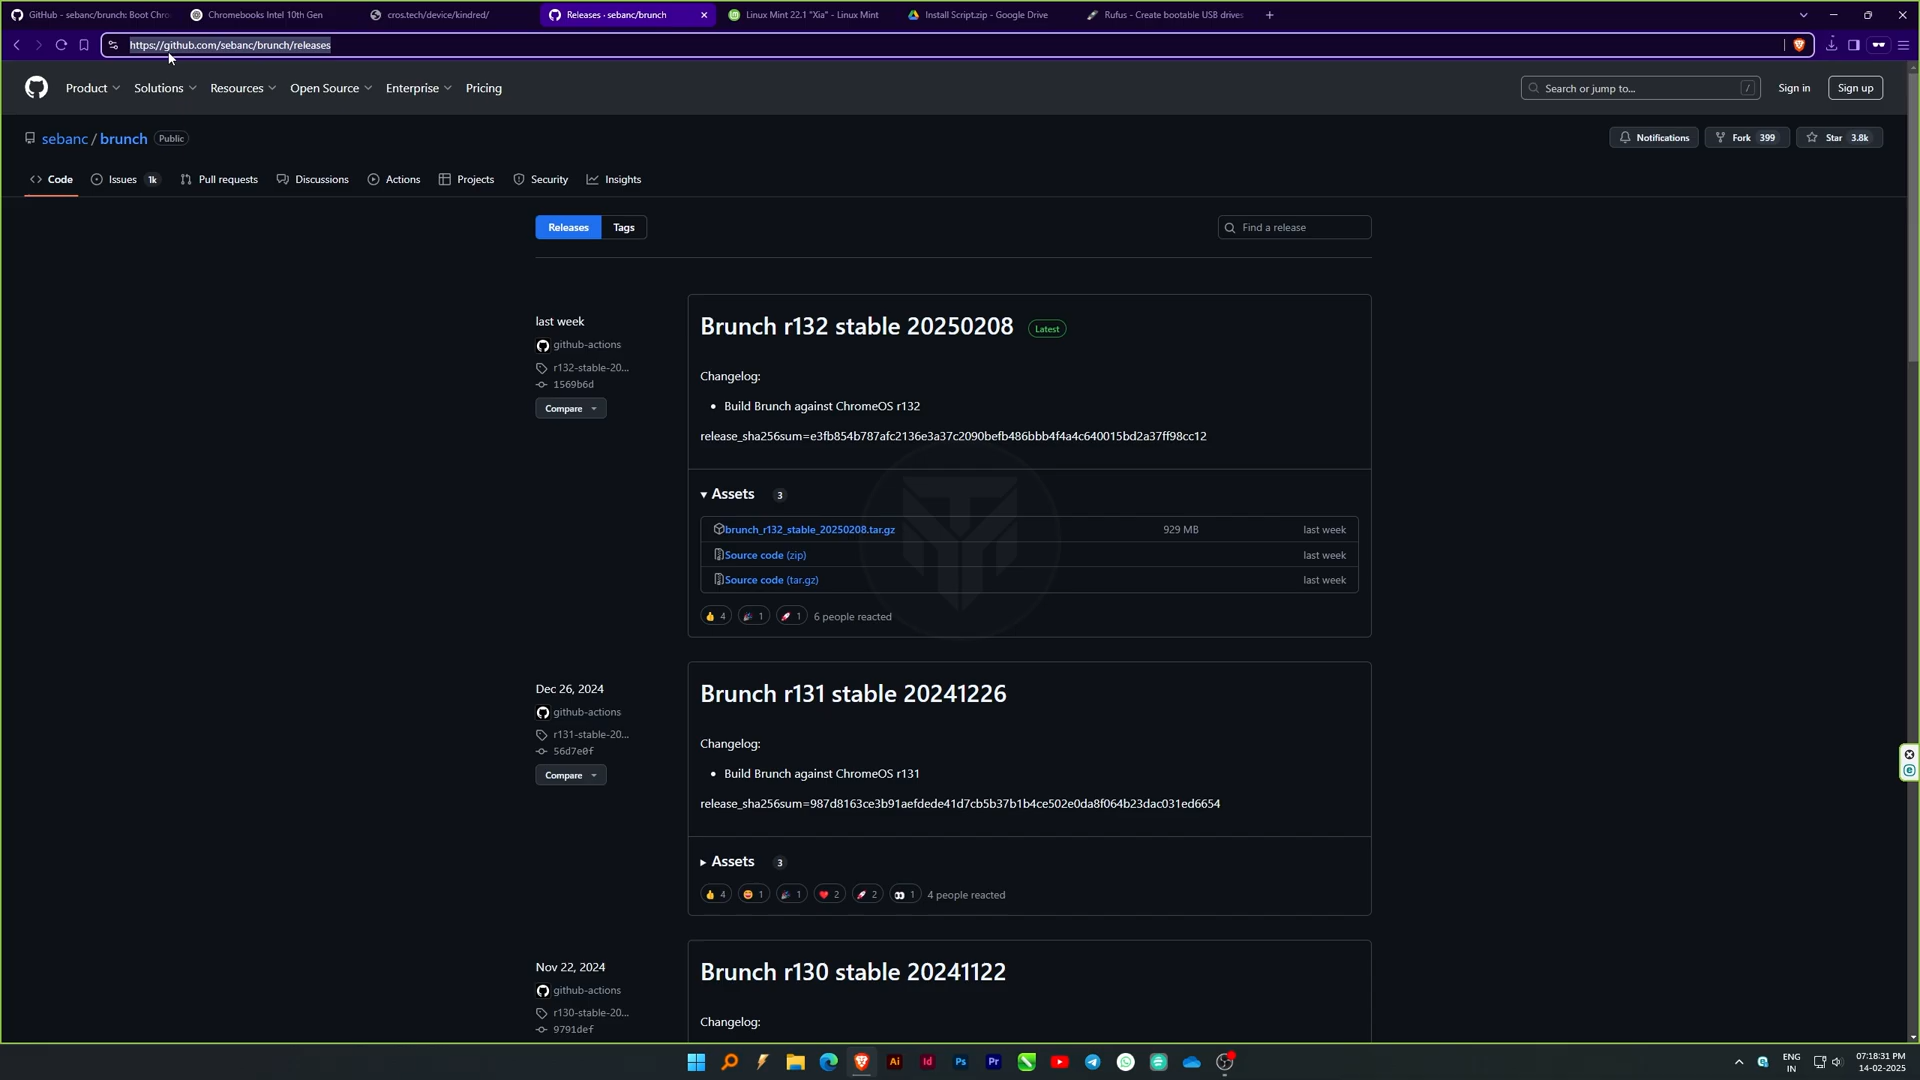 GitHub - sebanc/brunch: Boot Chro
Chromebooks Intel 10th Gen
cros.tech/device/kindred/
Releases · sebanc/brunch
Linux Mint 22.1 "Xia" - Linux Mint
Install Script.zip - Google Drive
Rufus - Create bootable USB drives
https://github.com/sebanc/brunch/releases
Product
Solutions
Resources
Open Source
Enterprise
Pricing
Search or jump to...
/
Sign in
Sign up
sebanc / brunch
Public
Notifications
Fork 399
Star 3.8k
Code
Issues 1k
Pull requests
Discussions
Actions
Projects
Security
Insights
Releases
Tags
Find a release
last week
github-actions
r132-stable-20...
1569b6d
Compare
Brunch r132 stable 20250208
Latest
Changelog:
• Build Brunch against ChromeOS r132
release_sha256sum=e3fb854b787afc2136e3a37c2090befb486bbb4f4a4c640015bd2a37ff98cc12
Assets 3
brunch_r132_stable_20250208.tar.gz 929 MB last week
Source code (zip) last week
Source code (tar.gz) last week
4 1 1 6 people reacted
Dec 26, 2024
github-actions
r131-stable-20...
56d7e0f
Compare
Brunch r131 stable 20241226
Changelog:
• Build Brunch against ChromeOS r131
release_sha256sum=987d8163ce3b91aefdede41d7cb5b37b1b4ce502e0da8f064b23dac031ed6654
Assets 3
4 1 1 2 2 1 4 people reacted
Nov 22, 2024
github-actions
r130-stable-20...
9791def
Brunch r130 stable 20241122
Changelog:
Ai
Id
Ps
Pr
ENG
IN
07:18:31 PM
14-02-2025